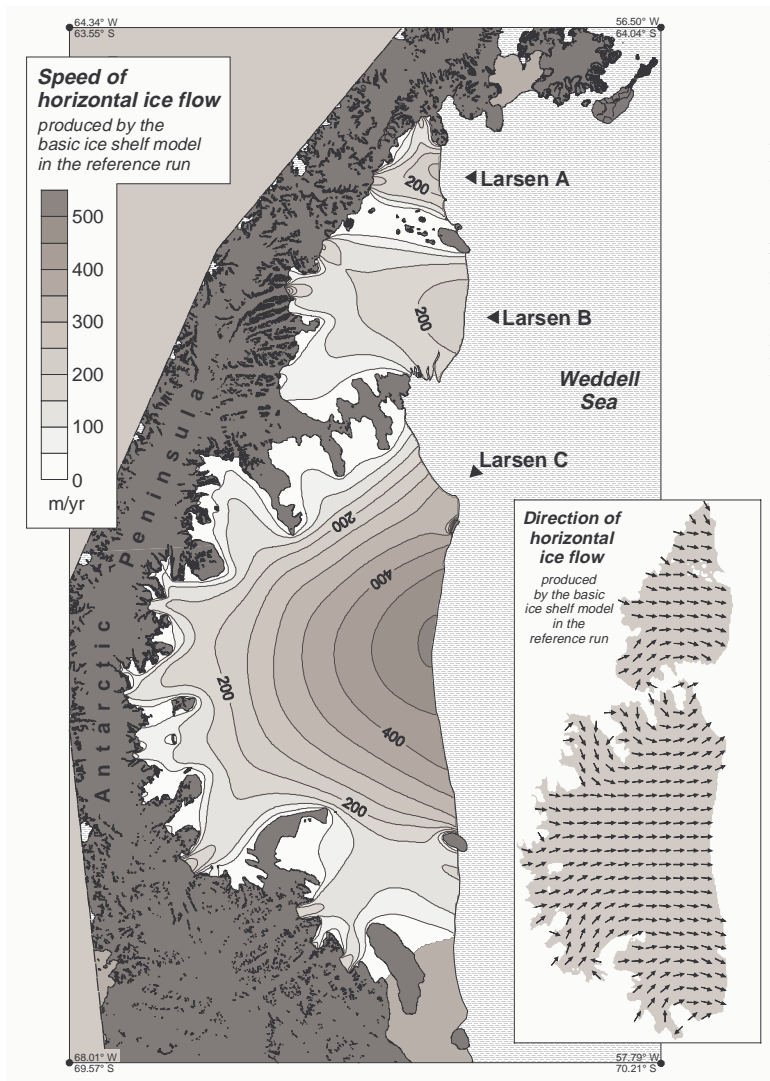 64.34° W
63.55° S
56.50° W
64.04° S
Speed of
horizontal ice flow
produced by the
basic ice shelf model
in the reference run
500
400
300
200
100
0
m/yr
200
Larsen A
200
Larsen B
Weddell
Sea
Larsen C
Antarctic Peninsula
200
400
200
400
200
Direction of
horizontal
ice flow
produced
by the basic
ice shelf model
in the
reference run
68.01° W
69.57° S
57.79° W
70.21° S